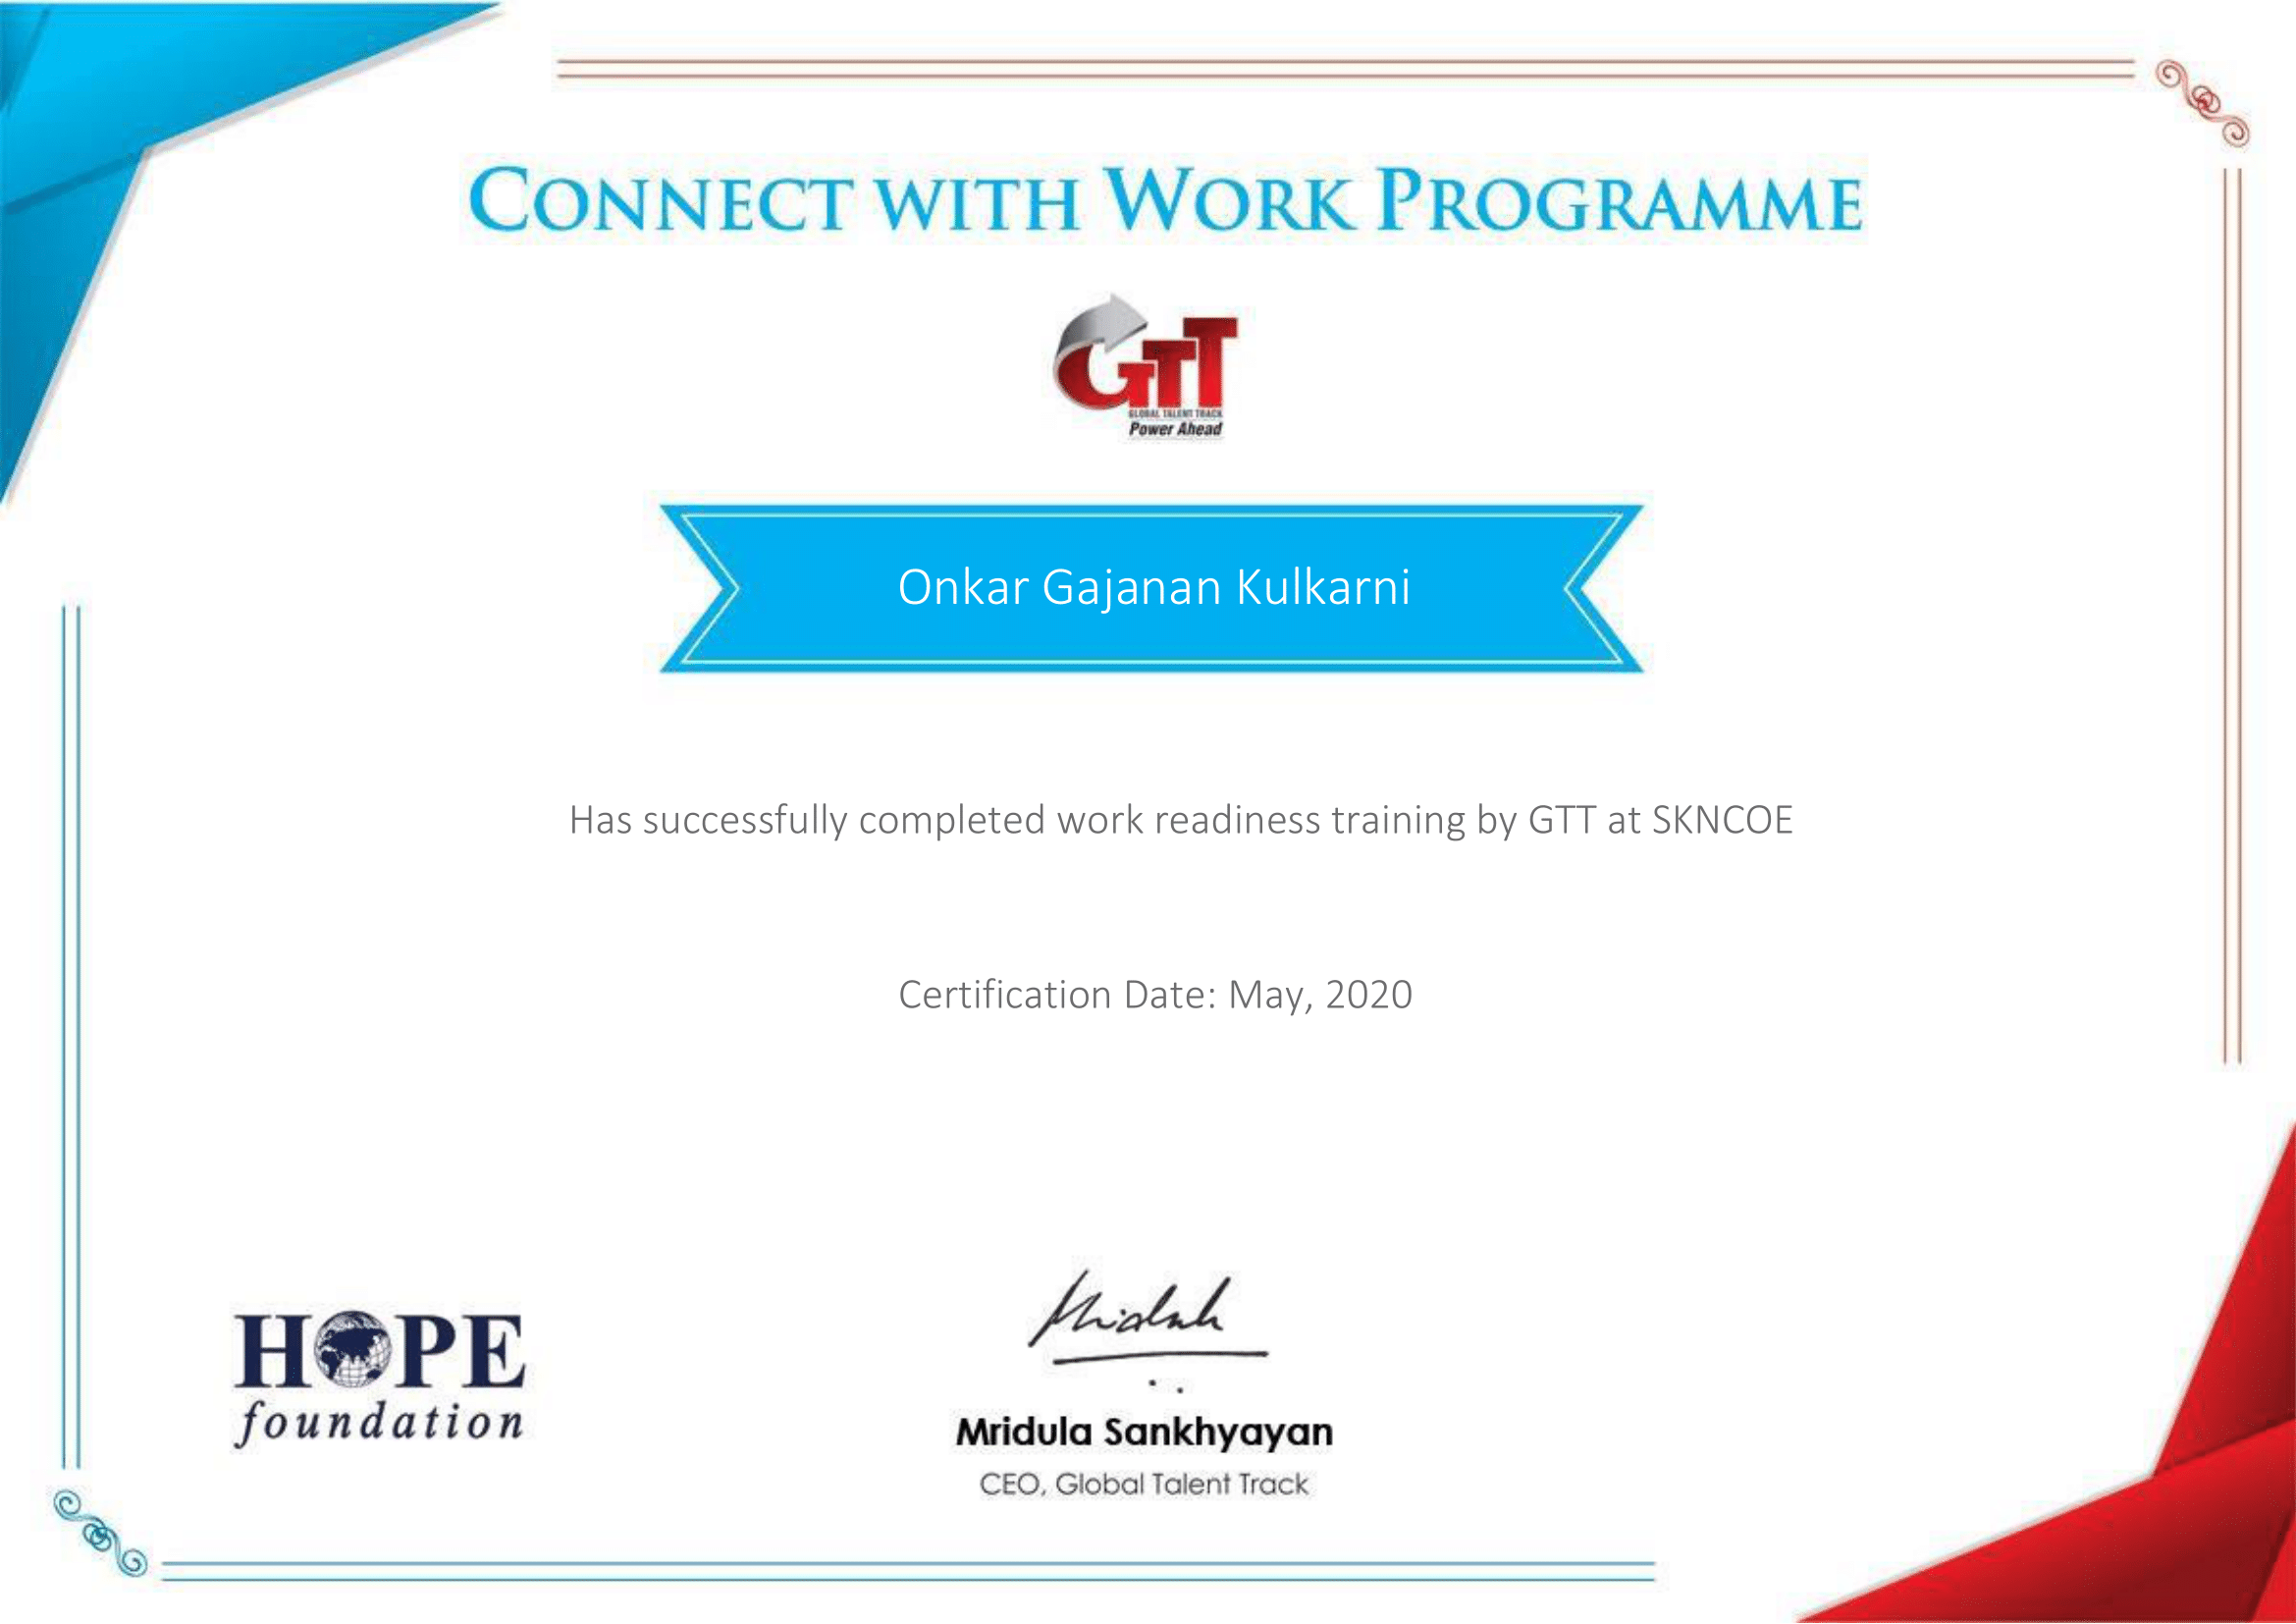 CONNECT WITH WORK PROGRAMME
GTT
GLOBAL TALENT TRACK
Power Ahead
Onkar Gajanan Kulkarni
Has successfully completed work readiness training by GTT at SKNCOE
Certification Date: May, 2020
Mridula
HOPE
foundation
Mridula Sankhyayan
CEO, Global Talent Track